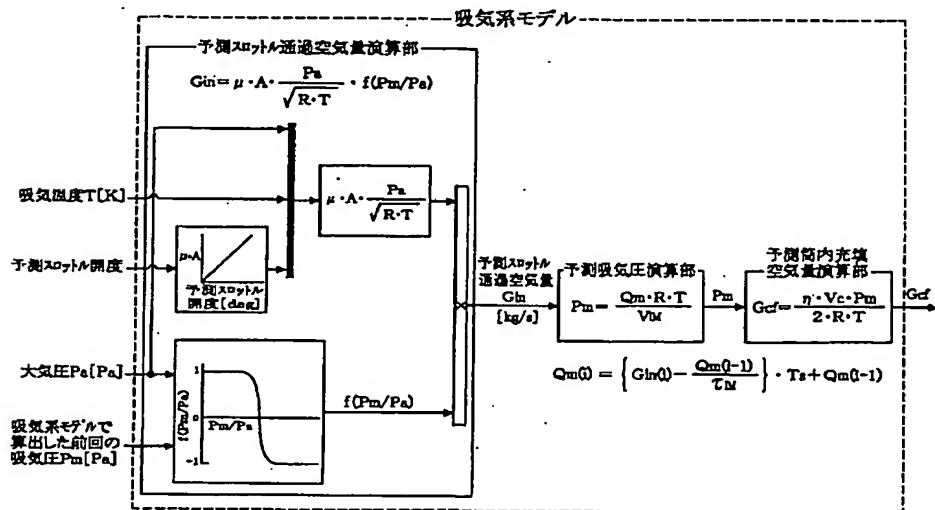 吸気系モデル
予測スロットル通過空気量演算部
Gin = μ・A・Pa/√R・T・f(Pm/Pa)
吸気温度T[K]
μ・A・Pa/√R・T
予測スロットル開度
μ・A
予測スロットル
開度[deg]
予測スロットル
通過空気量
Gin
[kg/s]
予測吸気圧演算部
Pm = Qm・R・T/VM
Pm
予測筒内充填
空気量演算部
Gcf = η・Vc・Pm/2・R・T
Gcf
大気圧Pa[Pa]
1
f(Pm/Pa)
0
Pm/Pa
-1
f(Pm/Pa)
Qm(i) = {Gin(i) - Qm(i-1)/τM}・Ts+Qm(i-1)
吸気系モデルで
算出した前回の
吸気圧Pm[Pa]